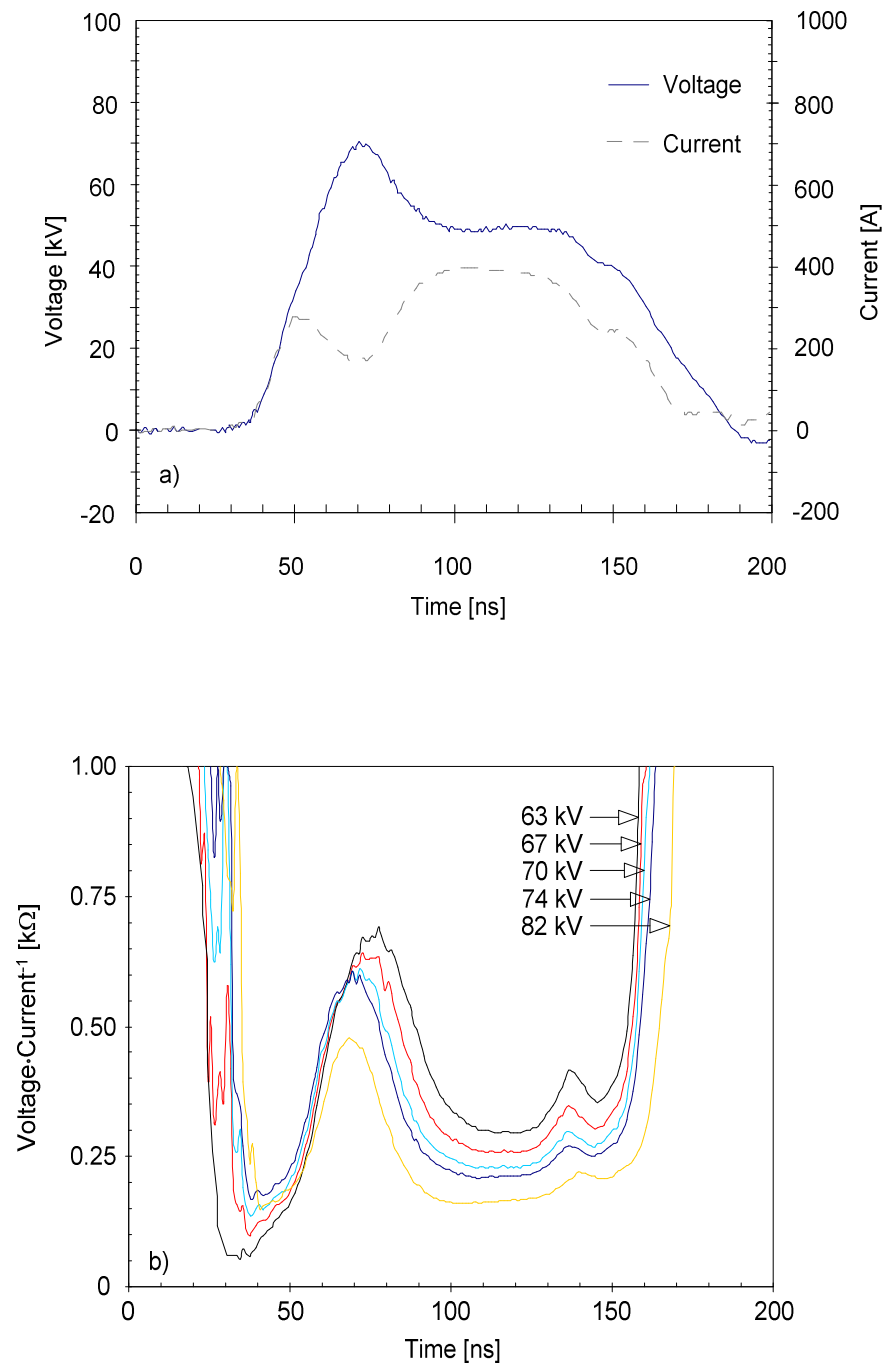 100
80
60
40
20
0
-20
Voltage [kV]
1000
800
600
400
200
0
-200
Current [A]
Voltage
Current
a)
0 50 100 150 200
Time [ns]
1.00
0.75
0.50
0.25
0
Voltage·Current⁻¹ [kΩ]
63 kV
67 kV
70 kV
74 kV
82 kV
b)
0 50 100 150 200
Time [ns]